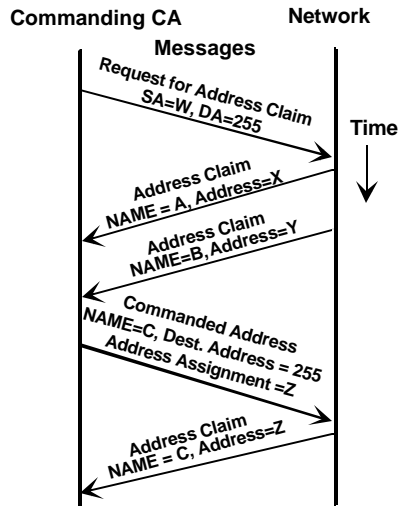 Commanding CA
Network
Messages
Request for Address Claim
SA=W, DA=255
Time
Address Claim
NAME = A, Address=X
Address Claim
NAME=B,Address=Y
Commanded Address
NAME=C, Dest. Address = 255
Address Assignment =Z
Address Claim
NAME = C, Address=Z